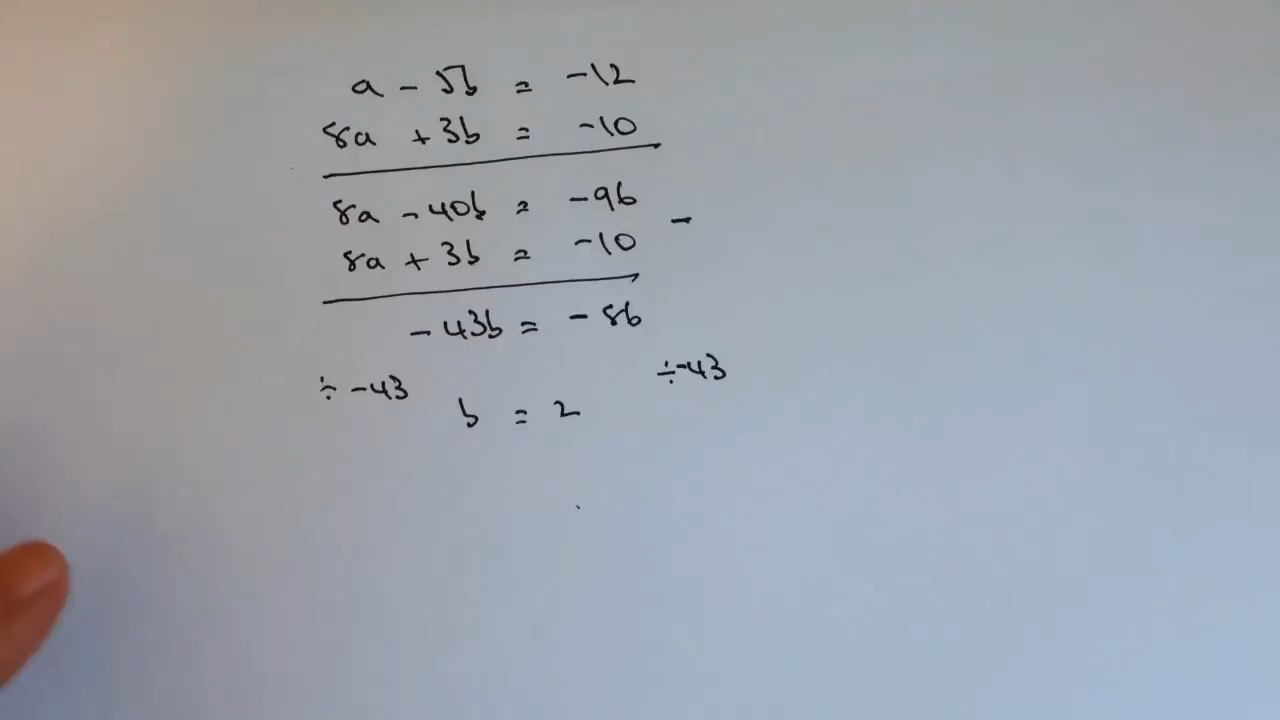 a - 5b = -12
8a + 3b = -10
8a - 40b = -96 -
8a + 3b = -10
-43b = -86
÷ -43 ÷-43
b = 2